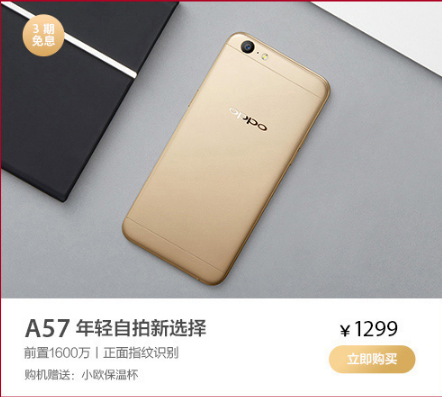 3 期
免息
oppo
A57 年轻自拍新选择
前置1600万丨正面指纹识别
购机赠送：小欧保温杯
¥1299
立即购买